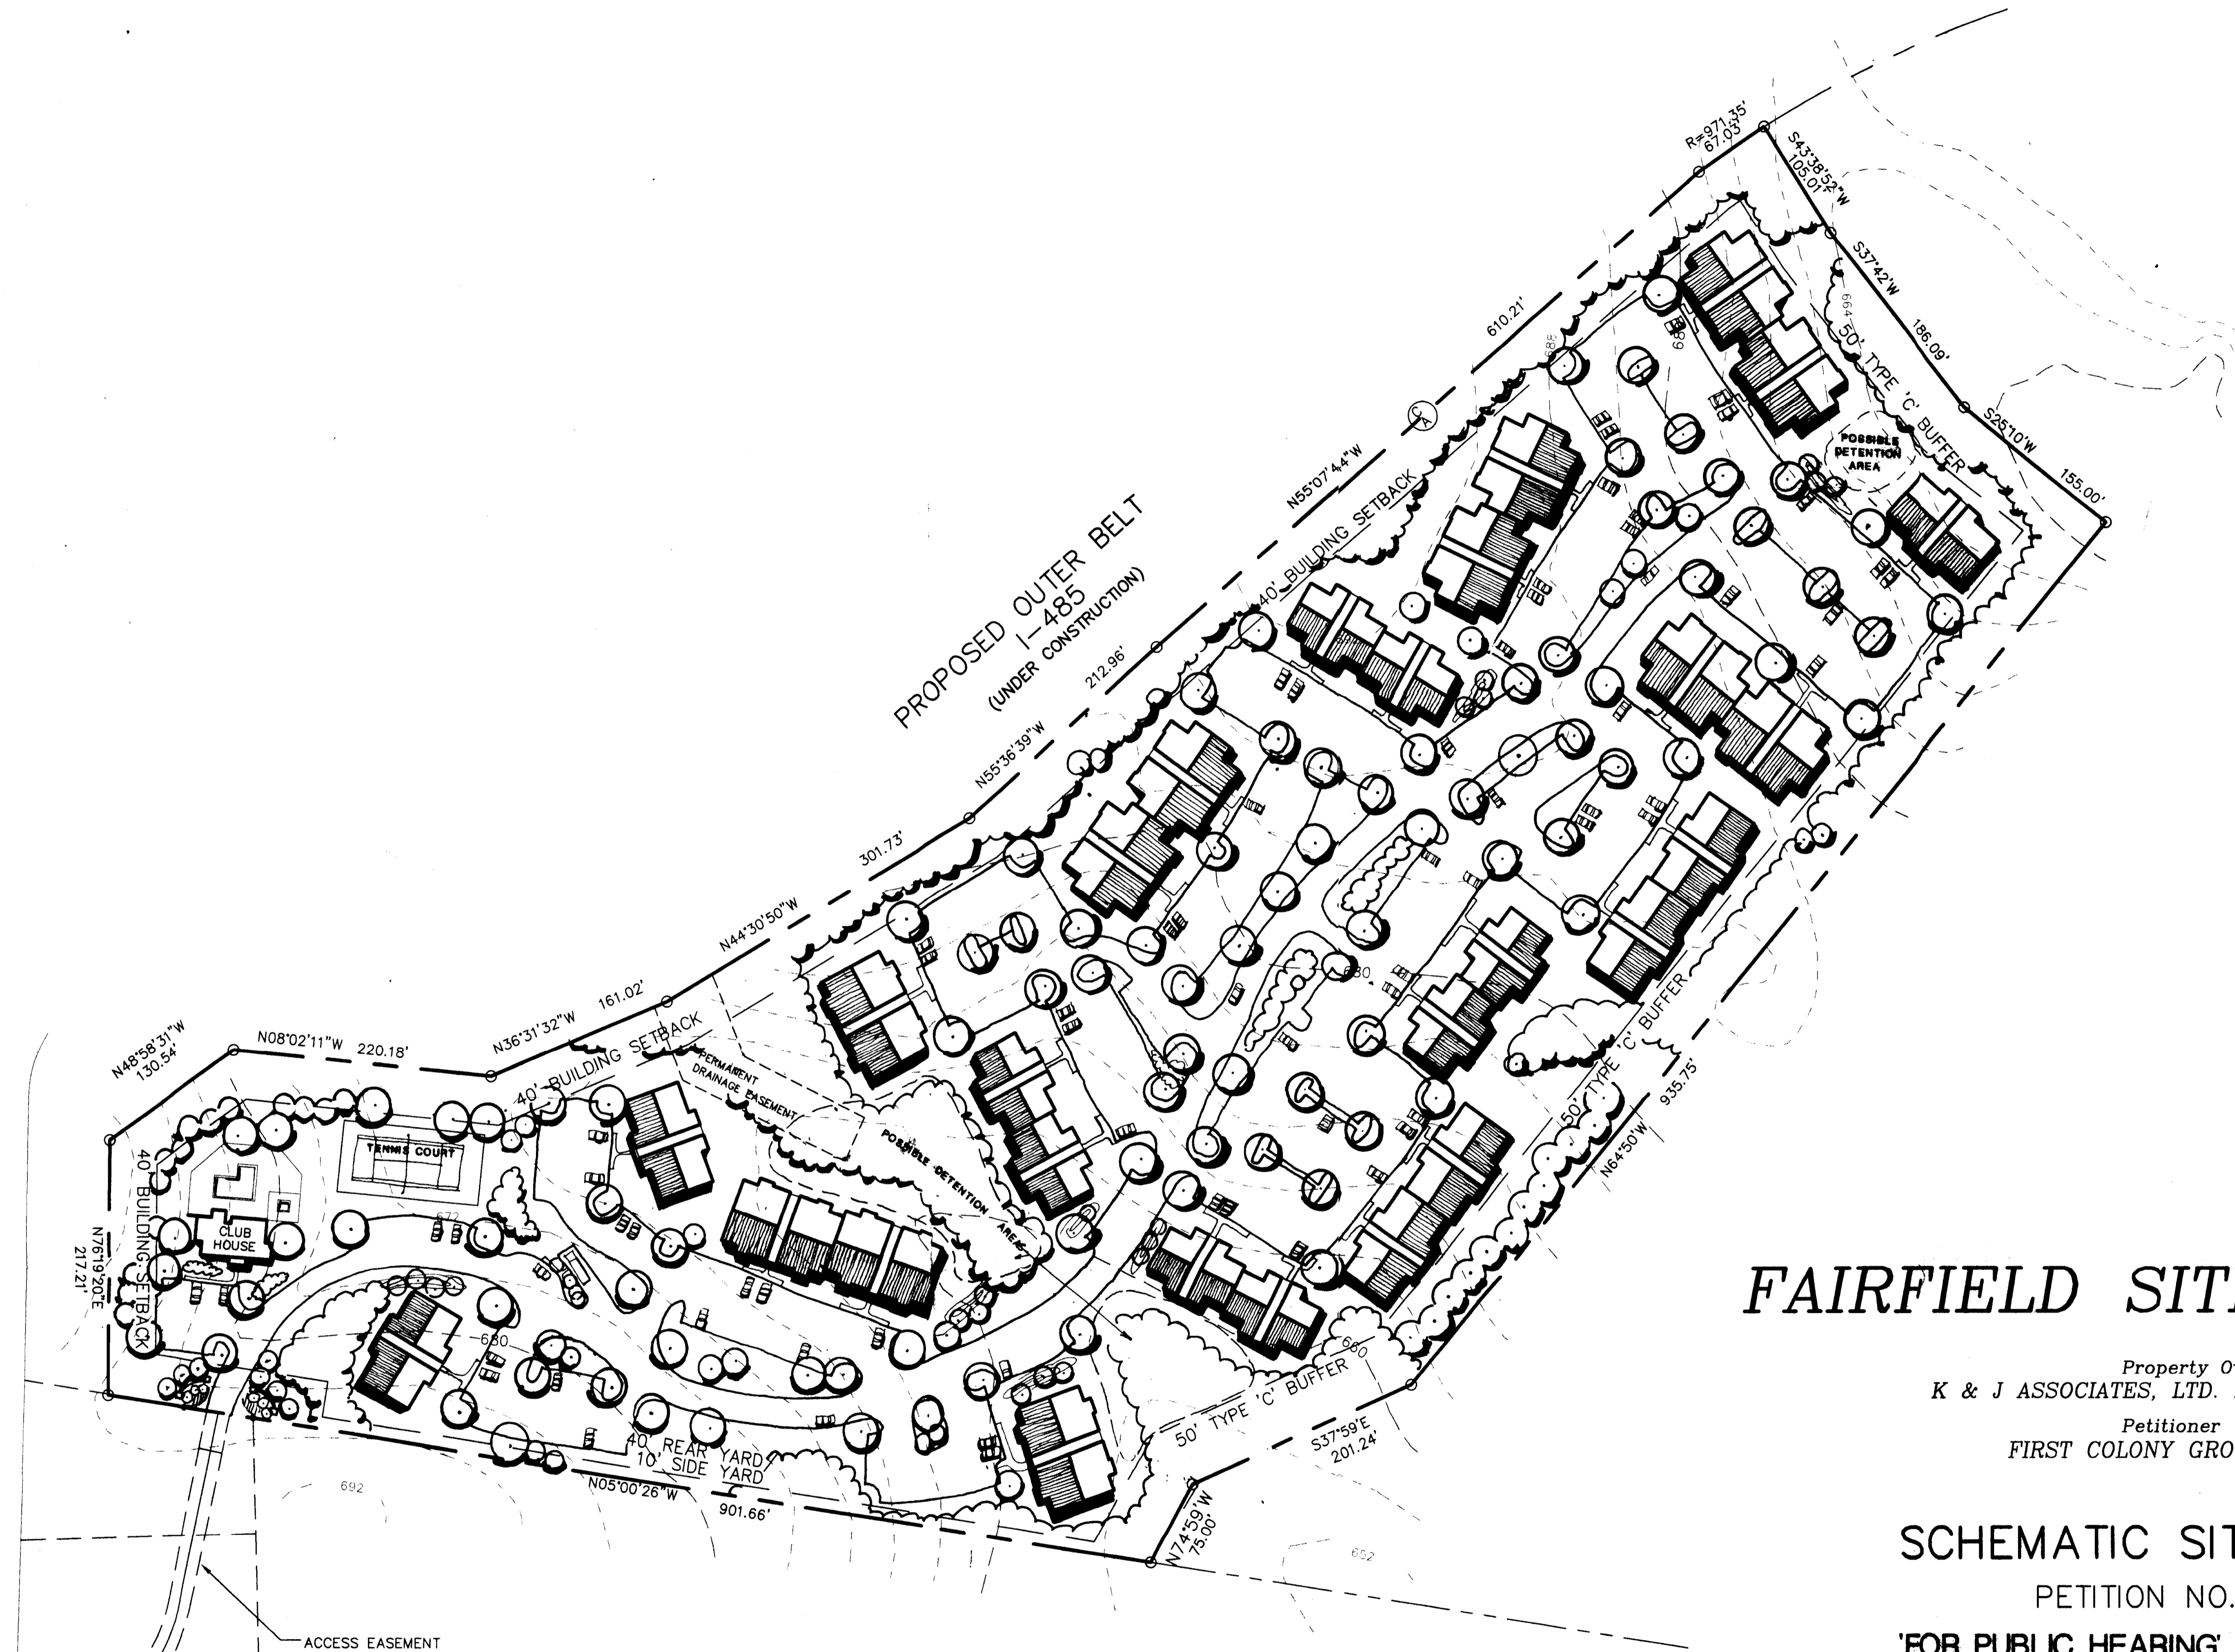 R=971.35'
67.03'
S43°38'52"W
105.01'
S37°42'W
186.09'
664
50' TYPE 'C' BUFFER
S25°10'W
155.00'
POSSIBLE
DETENTION
AREA
610.21'
688
689
C
A
N55°07'44"W
40' BUILDING SETBACK
PROPOSED OUTER BELT
I-485
(UNDER CONSTRUCTION)
212.96'
N55°36'39"W
301.73'
N44°30'50"W
161.02'
N36°31'32"W
40' BUILDING SETBACK
N08°02'11"W 220.18'
N48°58'31"W
130.54'
PERMANENT
DRAINAGE EASEMENT
POSSIBLE DETENTION AREA
TENNIS COURT
CLUB
HOUSE
40' BUILDING SETBACK
N76°19'20"E
217.21'
672
680
680
660
50' TYPE 'C' BUFFER
935.75'
N64°50'W
50' TYPE 'C' BUFFER
S37°59'E
201.24'
N74°59'W
75.00'
40' REAR YARD
10' SIDE YARD
N05°00'26"W
901.66'
692
652
ACCESS EASEMENT
FAIRFIELD SIT
Property O
K & J ASSOCIATES, LTD.
Petitioner
FIRST COLONY GRO
SCHEMATIC SIT
PETITION NO.
'FOR PUBLIC HEARING'